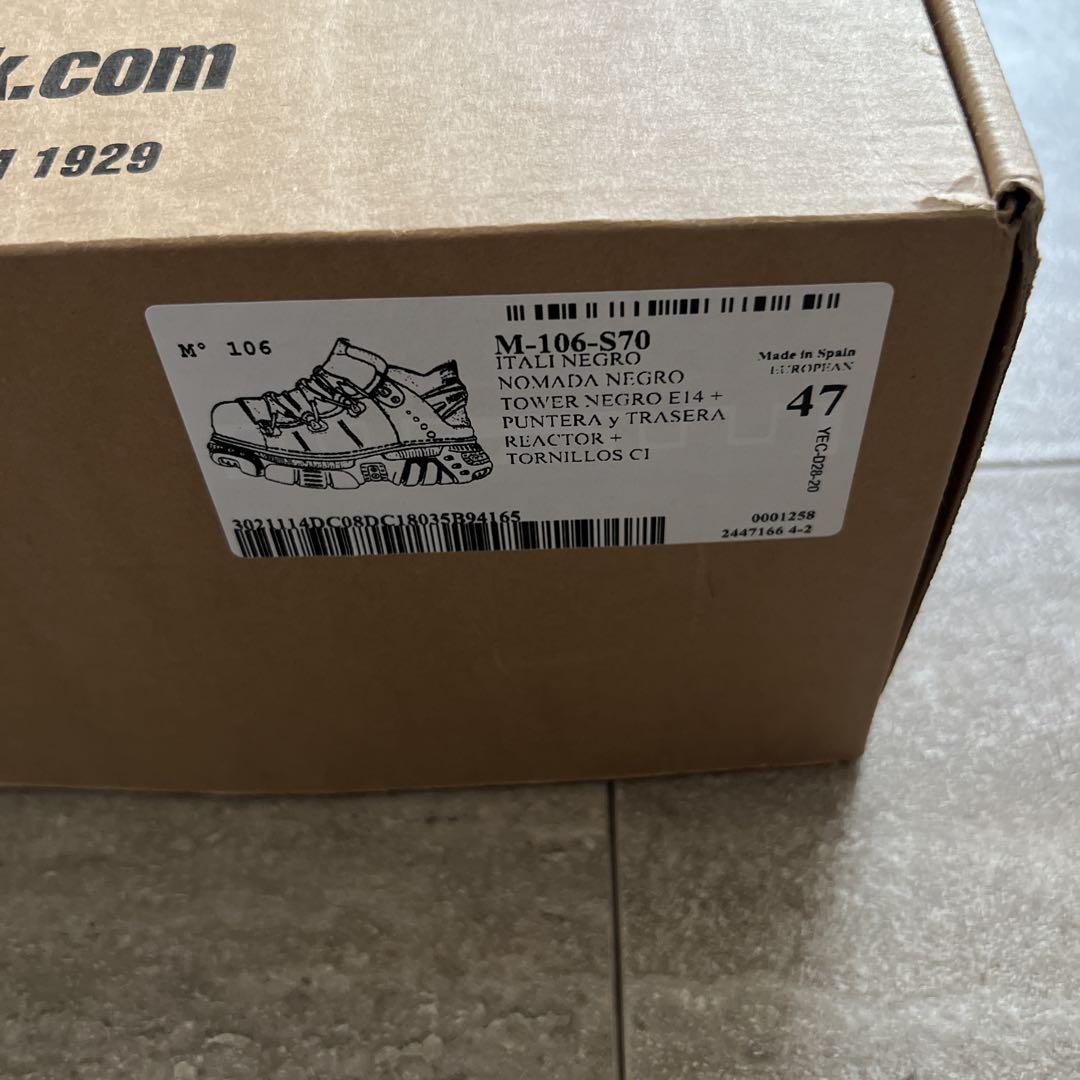 k.com
1929
M° 106
M-106-S70
ITALI NEGRO
NOMADA NEGRO
TOWER NEGRO E14 +
PUNTERA y TRASERA
REACTOR +
TORNILLOS CI
Made in Spain
EUROPEAN
47
YEC-D28-20
3021114DC08DC18035B94165
0001258
2447166 4-2